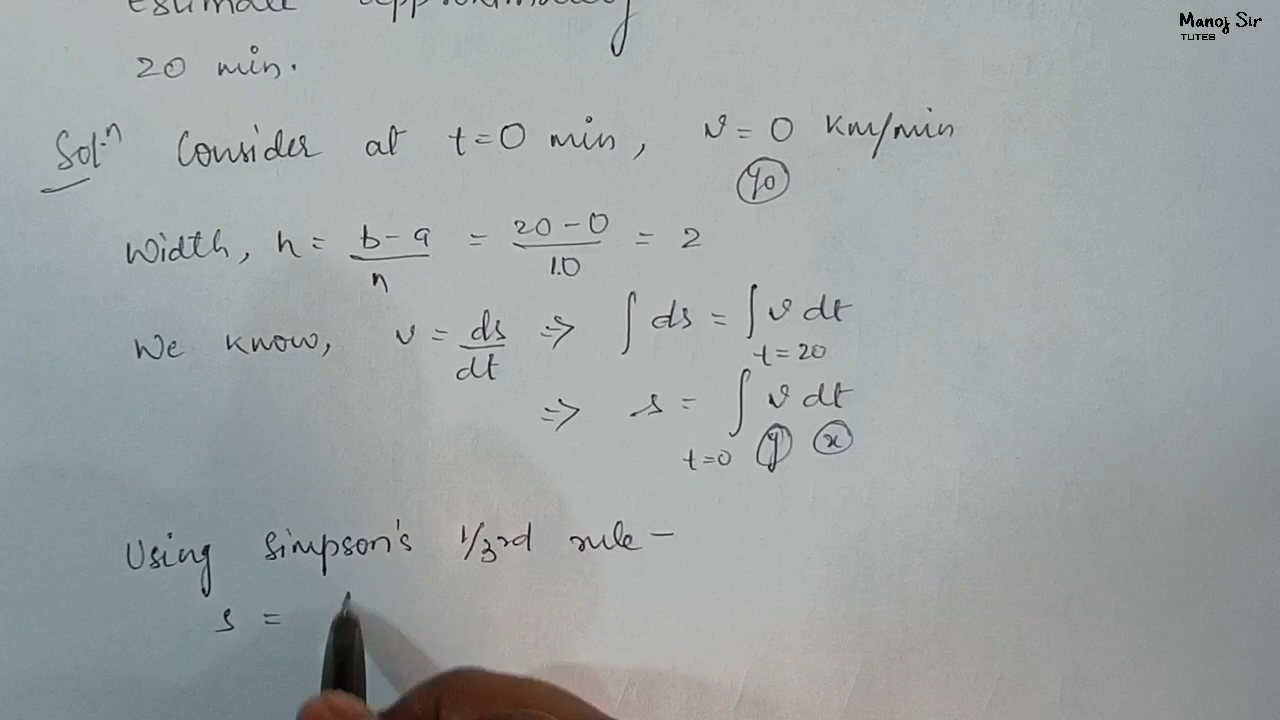 Manoj Sir
TUTES
20 min.
Sol.ⁿ Consider at t=0 min, v = 0 Km/min
y₀
Width, h = b-a/n = 20-0/10 = 2
We know, v = ds/dt ⇒ ∫ds = ∫v dt
⇒ s = ∫_{t=0}^{t=20} v dt
y x
Using Simpson's 1/3rd rule –
s =